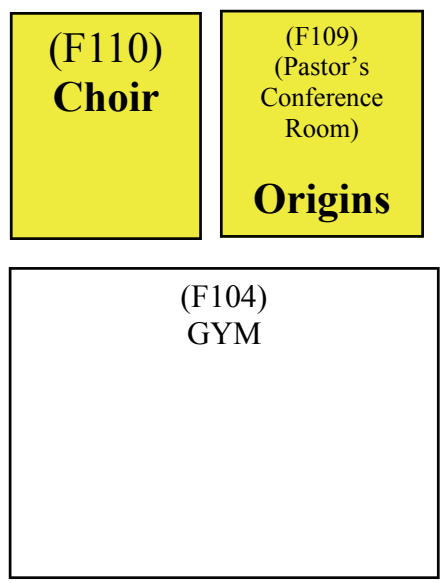 (F110)
Choir
(F109)
(Pastor’s
Conference
Room)
Origins
(F104)
GYM